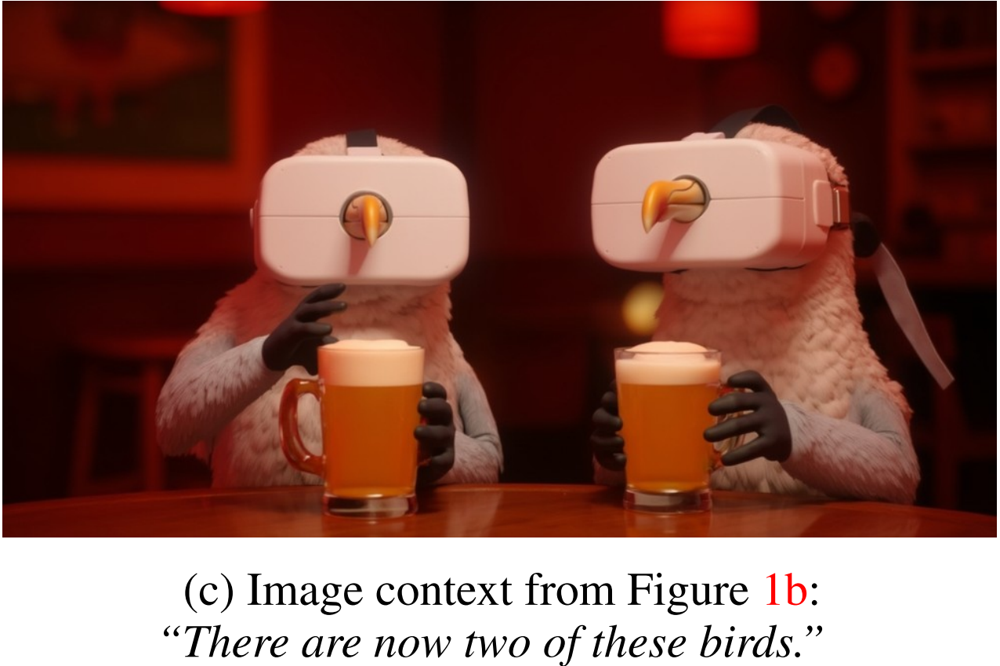 (c) Image context from Figure 1b:
“There are now two of these birds.”